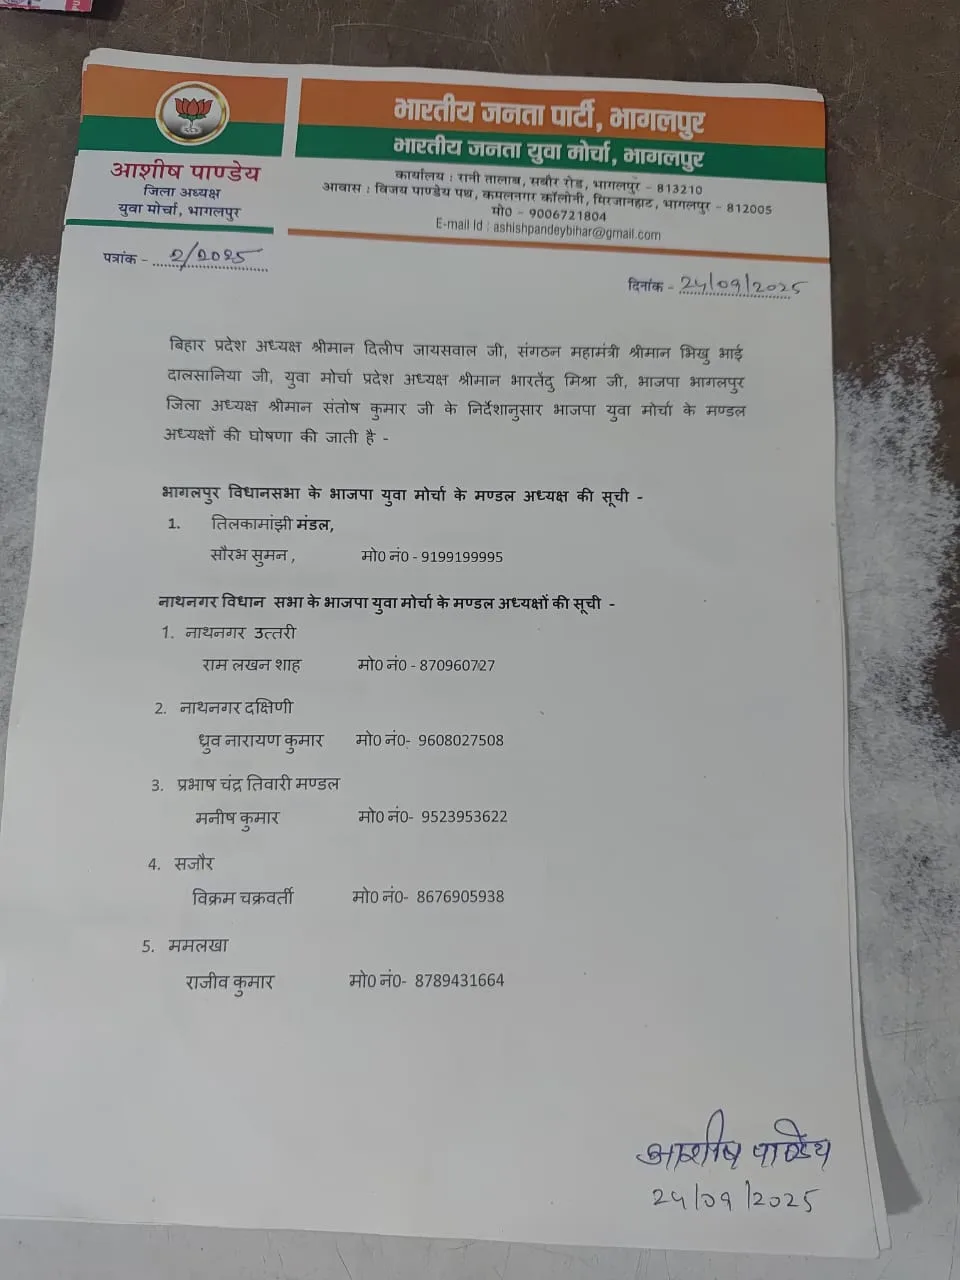 भारतीय जनता पार्टी, भागलपुर
भारतीय जनता युवा मोर्चा, भागलपुर
आशीष पाण्डेय
जिला अध्यक्ष
युवा मोर्चा, भागलपुर
कार्यालय : रानी तालाब, सबौर रोड, भागलपुर - 813210
आवास : विजय पाण्डेय पथ, कमलनगर कॉलोनी, मिरजानहाट, भागलपुर - 812005
मो0 - 9006721804
E-mail Id : ashishpandeybihar@gmail.com
पत्रांक - 2/2025
दिनांक - 24/09/2025
बिहार प्रदेश अध्यक्ष श्रीमान दिलीप जायसवाल जी, संगठन महामंत्री श्रीमान भिखु भाई
दालसानिया जी, युवा मोर्चा प्रदेश अध्यक्ष श्रीमान भारतेंदु मिश्रा जी, भाजपा भागलपुर
जिला अध्यक्ष श्रीमान संतोष कुमार जी के निर्देशानुसार भाजपा युवा मोर्चा के मण्डल
अध्यक्षों की घोषणा की जाती है -
भागलपुर विधानसभा के भाजपा युवा मोर्चा के मण्डल अध्यक्ष की सूची -
1. तिलकामांझी मंडल,
सौरभ सुमन , मो0 नं0 - 9199199995
नाथनगर विधान सभा के भाजपा युवा मोर्चा के मण्डल अध्यक्षों की सूची -
1. नाथनगर उत्तरी
राम लखन शाह मो0 नं0 - 870960727
2. नाथनगर दक्षिणी
ध्रुव नारायण कुमार मो0 नं0- 9608027508
3. प्रभाष चंद्र तिवारी मण्डल
मनीष कुमार मो0 नं0- 9523953622
4. सजौर
विक्रम चक्रवर्ती मो0 नं0- 8676905938
5. ममलखा
राजीव कुमार मो0 नं0- 8789431664
आशीष पाण्डेय
24/09/2025